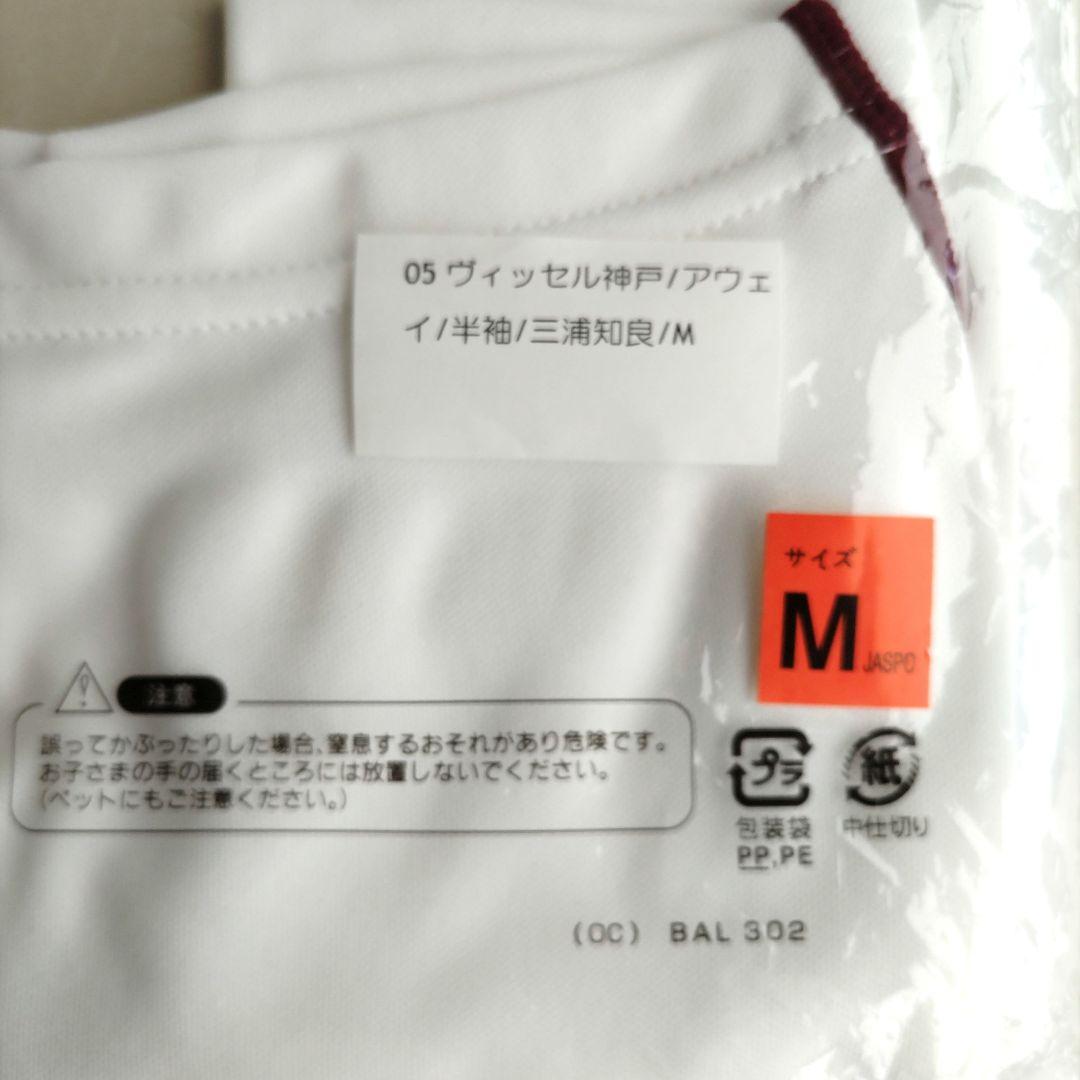 05 ヴィッセル神戸/アウェ
イ/半袖/三浦知良/M
サイズ
M
JASPO
注意
誤ってかぶったりした場合、窒息するおそれがあり危険です。
お子さまの手の届くところには放置しないでください。
(ペットにもご注意ください。)
プラ
包装袋
PP,PE
紙
中仕切り
(OC) BAL 302